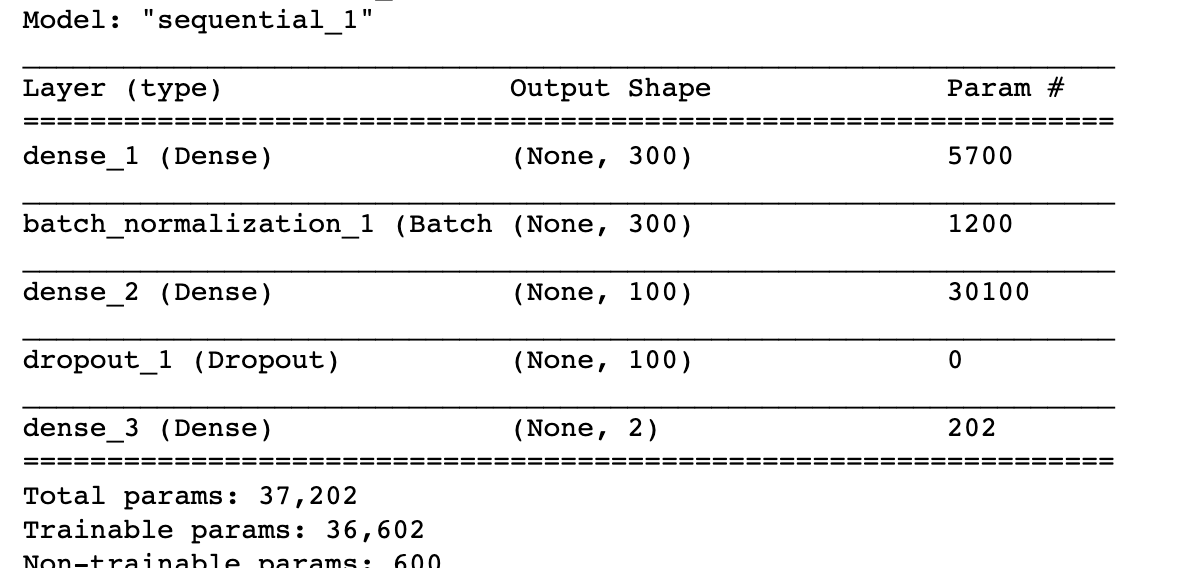 Model: "sequential_1"
Layer (type) Output Shape Param #
dense_1 (Dense) (None, 300) 5700
batch_normalization_1 (Batch (None, 300) 1200
dense_2 (Dense) (None, 100) 30100
dropout_1 (Dropout) (None, 100) 0
dense_3 (Dense) (None, 2) 202
Total params: 37,202
Trainable params: 36,602
Non-trainable params: 600